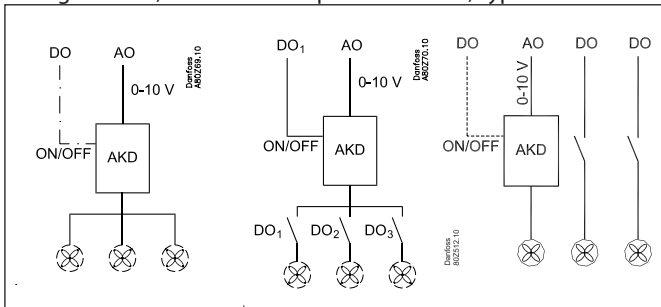 DO AO
0-10 V
Danfoss
A80Z69.10
ON/OFF
AKD
DO1 AO
0-10 V
Danfoss
A80Z70.10
ON/OFF
AKD
DO1 DO2 DO3
DO AO DO DO
0-10 V
ON/OFF
AKD
Danfoss
80Z512.10